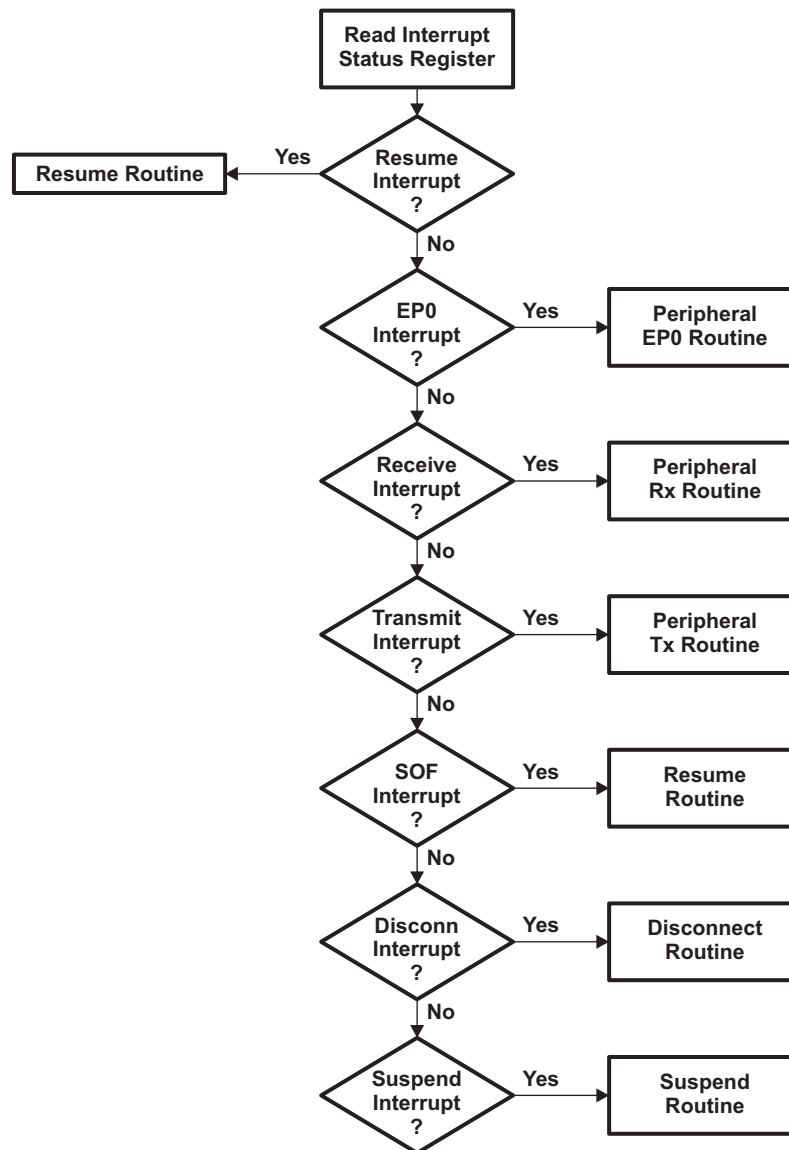 Read Interrupt
Status Register
Resume
Interrupt
?
Yes
Resume Routine
No
EP0
Interrupt
?
Yes
Peripheral
EP0 Routine
No
Receive
Interrupt
?
Yes
Peripheral
Rx Routine
No
Transmit
Interrupt
?
Yes
Peripheral
Tx Routine
No
SOF
Interrupt
?
Yes
Resume
Routine
No
Disconn
Interrupt
?
Yes
Disconnect
Routine
No
Suspend
Interrupt
?
Yes
Suspend
Routine